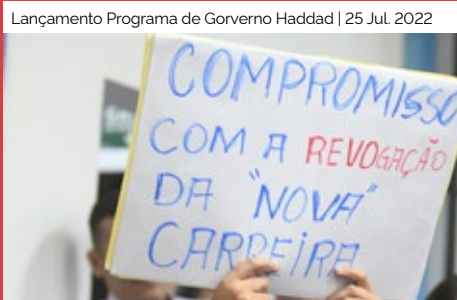 Lançamento Programa de Gorverno Haddad | 25 Jul. 2022
COMPROMISSO
COM A REVOGAÇÃO
DA "NOVA"
CARREIRA